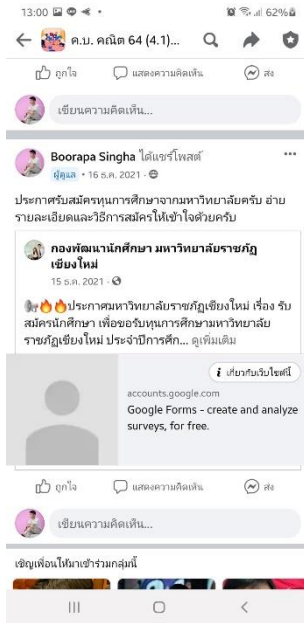 13:00
62%
ค.บ. คณิต 64 (4.1)...
ถูกใจ แสดงความคิดเห็น ส่ง
เขียนความคิดเห็น...
Boorapa Singha ได้แชร์โพสต์
ผู้ดูแล • 16 ธ.ค. 2021 •
ประกาศรับสมัครทุนการศึกษาจากมหาวิทยาลัยครับ อ่าย
รายละเอียดและวิธีการสมัครให้เข้าใจด้วยครับ
กองพัฒนานักศึกษา มหาวิทยาลัยราชภัฏ
เชียงใหม่
15 ธ.ค. 2021 •
ประกาศมหาวิทยาลัยราชภัฏเชียงใหม่ เรื่อง รับ
สมัครนักศึกษา เพื่อขอรับทุนการศึกษามหาวิทยาลัย
ราชภัฏเชียงใหม่ ประจำปีการศึก... ดูเพิ่มเติม
เกี่ยวกับเว็บไซต์นี้
accounts.google.com
Google Forms - create and analyze
surveys, for free.
ถูกใจ แสดงความคิดเห็น ส่ง
เขียนความคิดเห็น...
เชิญเพื่อนให้มาเข้าร่วมกลุ่มนี้